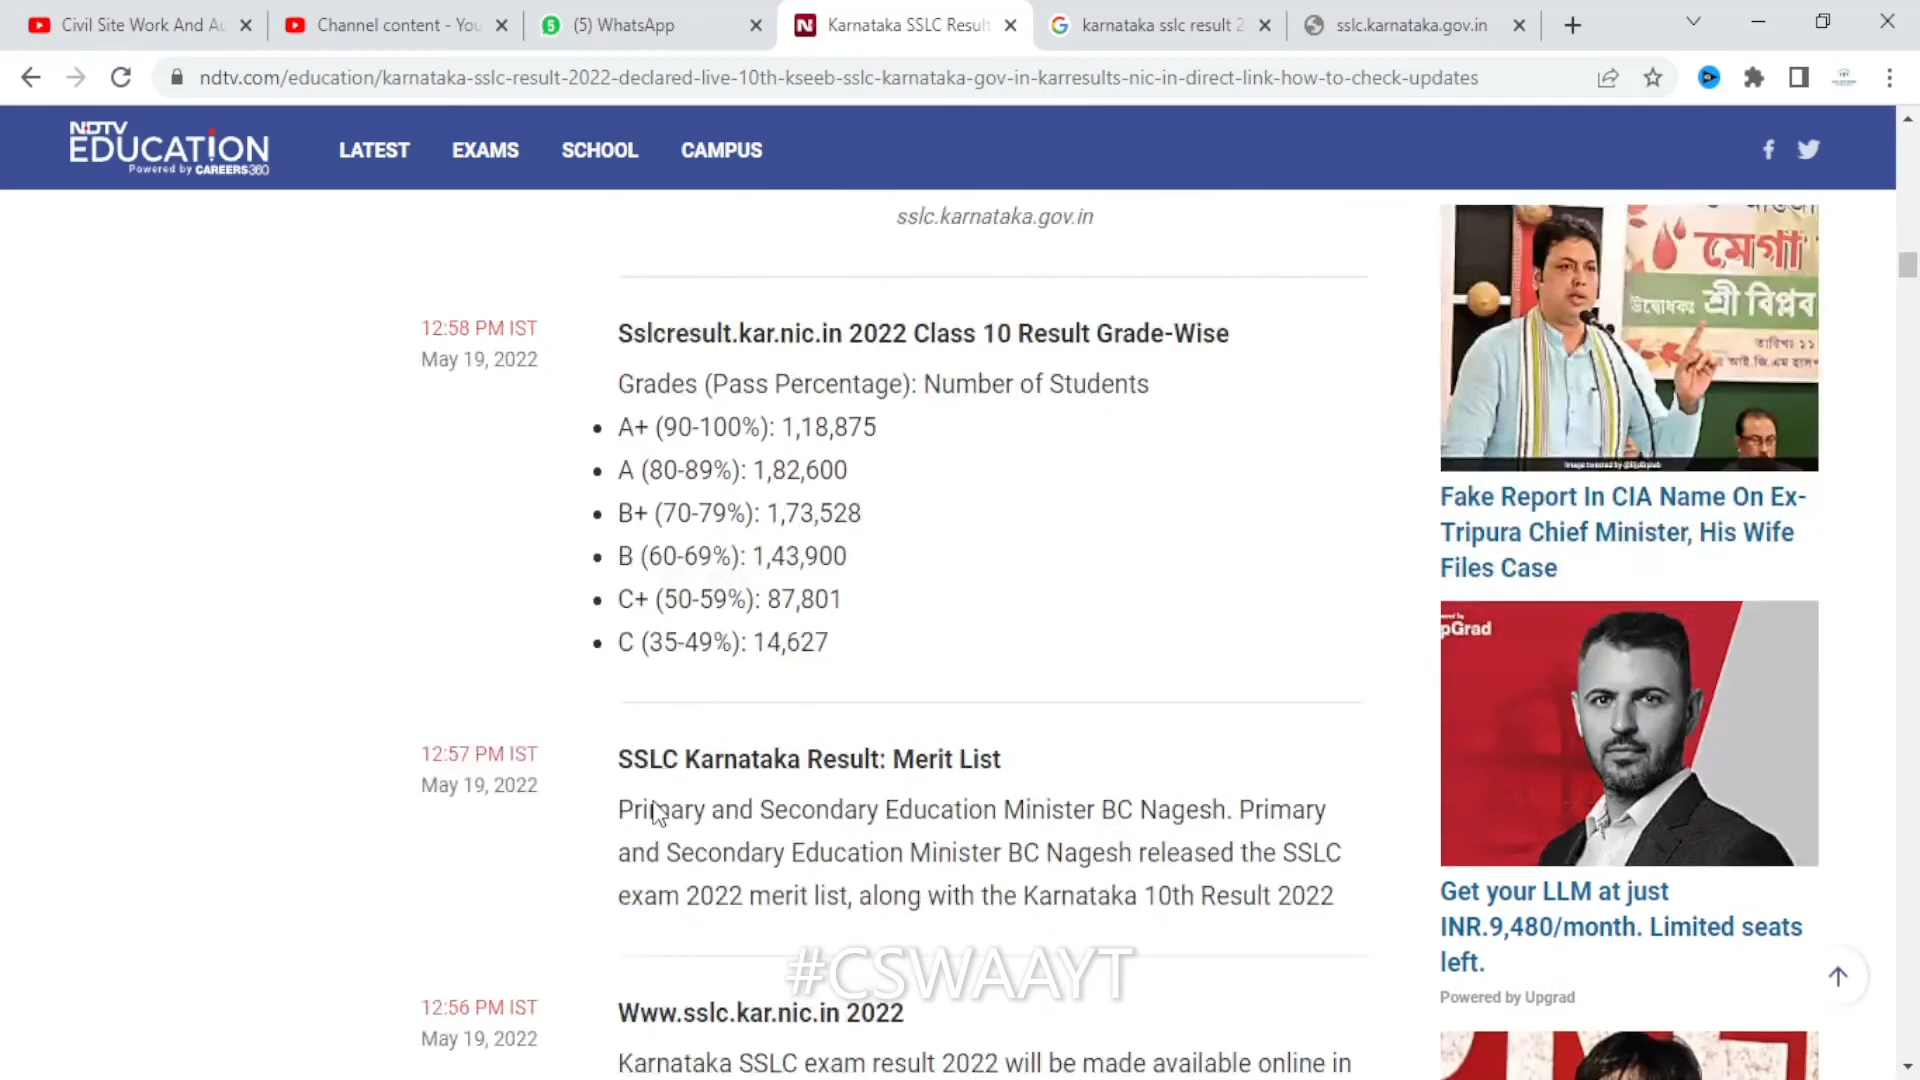 Civil Site Work And Au
Channel content - You
(5) WhatsApp
Karnataka SSLC Result
karnataka sslc result 2
sslc.karnataka.gov.in
ndtv.com/education/karnataka-sslc-result-2022-declared-live-10th-kseeb-sslc-karnataka-gov-in-karresults-nic-in-direct-link-how-to-check-updates
NDTV
EDUCATION
Powered by CAREERS360
LATEST
EXAMS
SCHOOL
CAMPUS
sslc.karnataka.gov.in
12:58 PM IST
May 19, 2022
Sslcresult.kar.nic.in 2022 Class 10 Result Grade-Wise
Grades (Pass Percentage): Number of Students
A+ (90-100%): 1,18,875
A (80-89%): 1,82,600
B+ (70-79%): 1,73,528
B (60-69%): 1,43,900
C+ (50-59%): 87,801
C (35-49%): 14,627
12:57 PM IST
May 19, 2022
SSLC Karnataka Result: Merit List
Primary and Secondary Education Minister BC Nagesh. Primary
and Secondary Education Minister BC Nagesh released the SSLC
exam 2022 merit list, along with the Karnataka 10th Result 2022
#CSWAAYT
12:56 PM IST
May 19, 2022
Www.sslc.kar.nic.in 2022
Karnataka SSLC exam result 2022 will be made available online in
মেগা
উদ্বোধকঃ শ্রী বিপ্লব
তারিখঃ ১১
Fake Report In CIA Name On Ex-
Tripura Chief Minister, His Wife
Files Case
pGrad
Get your LLM at just
INR.9,480/month. Limited seats
left.
Powered by Upgrad